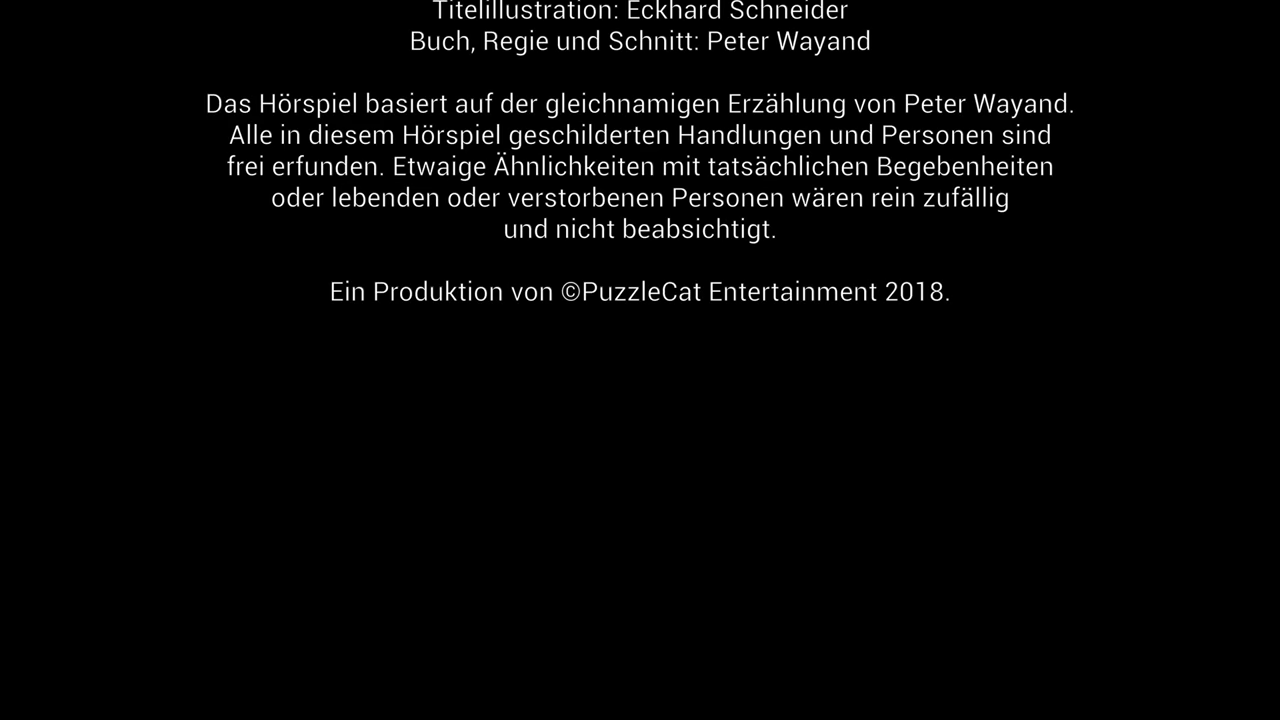 Titelillustration: Eckhard Schneider
Buch, Regie und Schnitt: Peter Wayand
Das Hörspiel basiert auf der gleichnamigen Erzählung von Peter Wayand.
Alle in diesem Hörspiel geschilderten Handlungen und Personen sind
frei erfunden. Etwaige Ähnlichkeiten mit tatsächlichen Begebenheiten
oder lebenden oder verstorbenen Personen wären rein zufällig
und nicht beabsichtigt.
Ein Produktion von ©PuzzleCat Entertainment 2018.